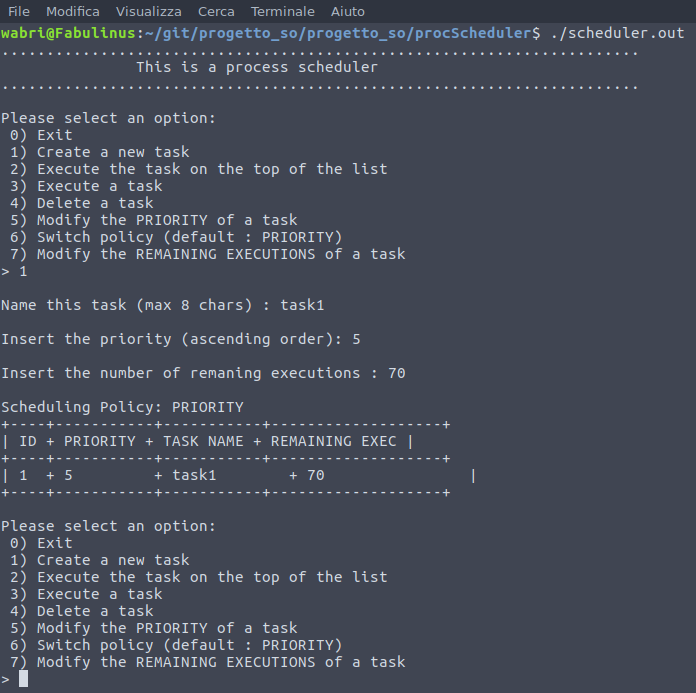 File Modifica Visualizza Cerca Terminale Aiuto
wabri@Fabulinus:~/git/progetto_so/progetto_so/procScheduler$ ./scheduler.out
.......................................................................
               This is a process scheduler
.......................................................................
Please select an option:
 0) Exit
 1) Create a new task
 2) Execute the task on the top of the list
 3) Execute a task
 4) Delete a task
 5) Modify the PRIORITY of a task
 6) Switch policy (default : PRIORITY)
 7) Modify the REMAINING EXECUTIONS of a task
> 1
Name this task (max 8 chars) : task1
Insert the priority (ascending order): 5
Insert the number of remaning executions : 70
Scheduling Policy: PRIORITY
+----+-----------+-----------+-------------------+
| ID + PRIORITY + TASK NAME + REMAINING EXEC |
+----+-----------+-----------+-------------------+
| 1  + 5         + task1        + 70                |
+----+-----------+-----------+-------------------+
Please select an option:
 0) Exit
 1) Create a new task
 2) Execute the task on the top of the list
 3) Execute a task
 4) Delete a task
 5) Modify the PRIORITY of a task
 6) Switch policy (default : PRIORITY)
 7) Modify the REMAINING EXECUTIONS of a task
>